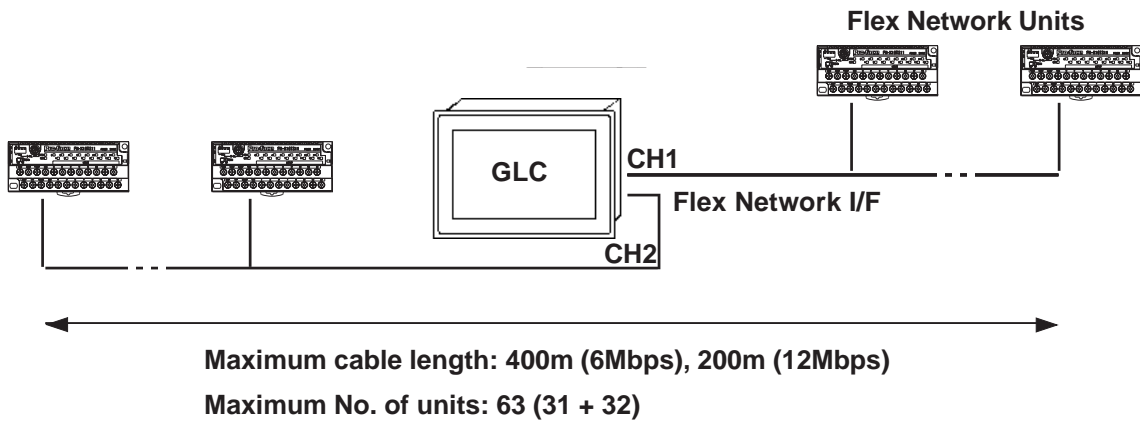 Flex Network Units
CH1
GLC
Flex Network I/F
CH2
Maximum cable length: 400m (6Mbps), 200m (12Mbps)
Maximum No. of units: 63 (31 + 32)